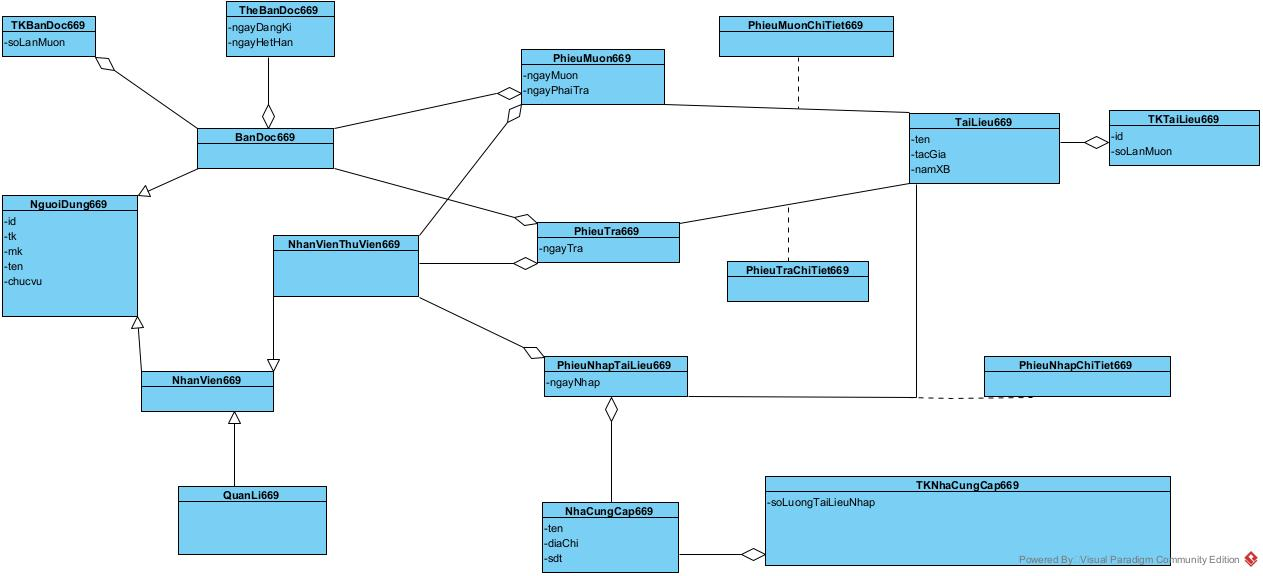 TKBanDoc669
-soLanMuon
TheBanDoc669
-ngayDangKi
-ngayHetHan
PhieuMuon669
-ngayMuon
-ngayPhaiTra
PhieuMuonChiTiet669
BanDoc669
TaiLieu669
-ten
-tacGia
-namXB
TKTaiLieu669
-id
-soLanMuon
NguoiDung669
-id
-tk
-mk
-ten
-chucvu
NhanVienThuVien669
PhieuTra669
-ngayTra
PhieuTraChiTiet669
NhanVien669
PhieuNhapTaiLieu669
-ngayNhap
PhieuNhapChiTiet669
QuanLi669
NhaCungCap669
-ten
-diaChi
-sdt
TKNhaCungCap669
-soLuongTaiLieuNhap
Powered By Visual Paradigm Community Edition